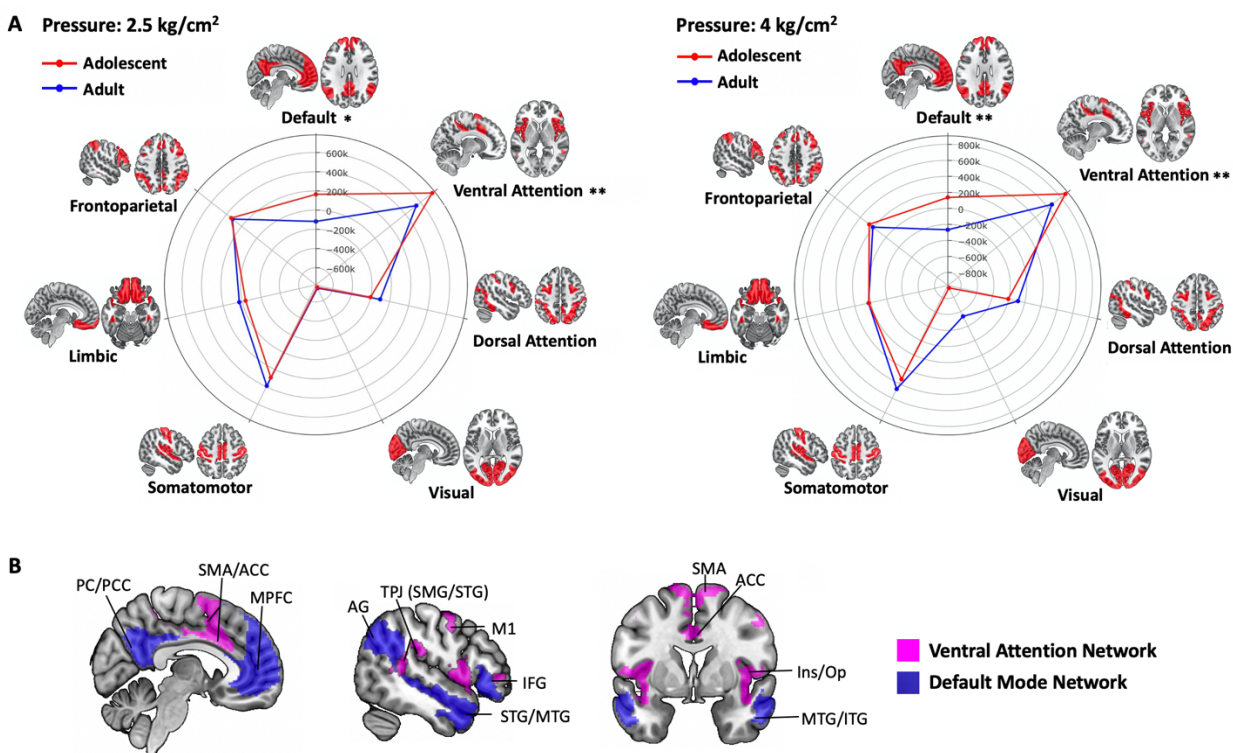 A
Pressure: 2.5 kg/cm²
Adolescent
Adult
Default *
Ventral Attention **
Dorsal Attention
Visual
Somatomotor
Limbic
Frontoparietal
600k
400k
200k
0
−200k
−400k
−600k
Pressure: 4 kg/cm²
Adolescent
Adult
Default **
Ventral Attention **
Dorsal Attention
Visual
Somatomotor
Limbic
Frontoparietal
800k
600k
400k
200k
0
−200k
−400k
−600k
−800k
B
PC/PCC
SMA/ACC
MPFC
AG
TPJ (SMG/STG)
M1
IFG
STG/MTG
SMA
ACC
Ins/Op
MTG/ITG
Ventral Attention Network
Default Mode Network